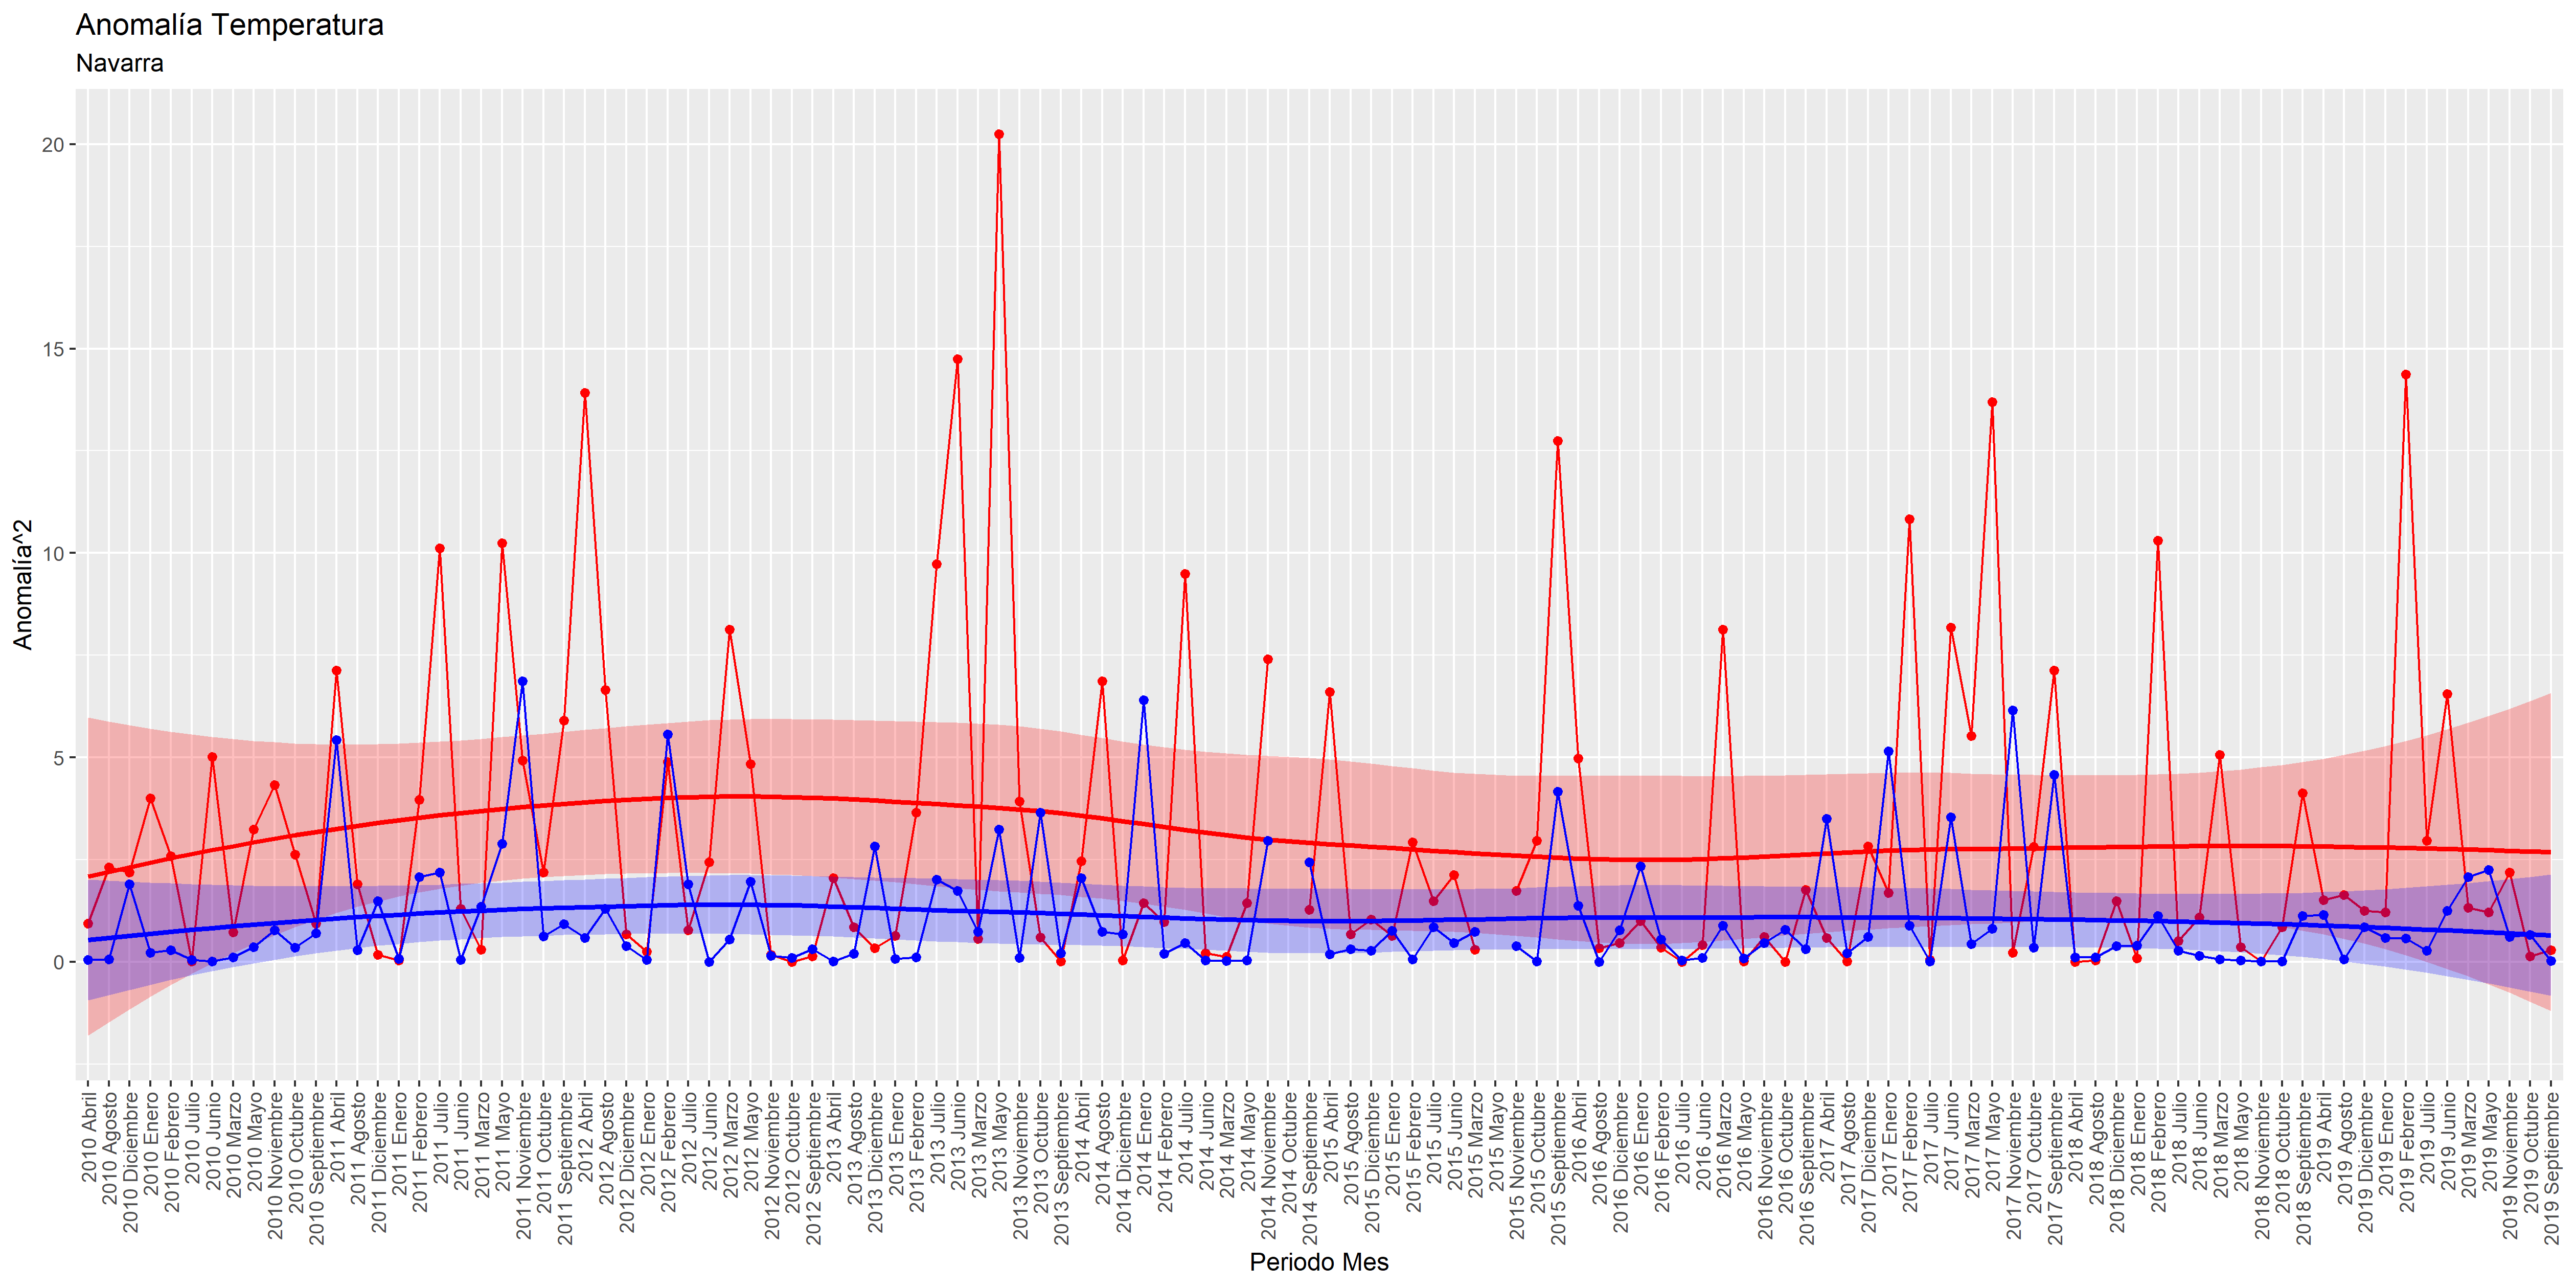 Anomalía Temperatura
Navarra
Anomalía^2
20
15
10
5
0
2010 Abril
2010 Agosto
2010 Diciembre
2010 Enero
2010 Febrero
2010 Julio
2010 Junio
2010 Marzo
2010 Mayo
2010 Noviembre
2010 Octubre
2010 Septiembre
2011 Abril
2011 Agosto
2011 Diciembre
2011 Enero
2011 Febrero
2011 Julio
2011 Junio
2011 Marzo
2011 Mayo
2011 Noviembre
2011 Octubre
2011 Septiembre
2012 Abril
2012 Agosto
2012 Diciembre
2012 Enero
2012 Febrero
2012 Julio
2012 Junio
2012 Marzo
2012 Mayo
2012 Noviembre
2012 Octubre
2012 Septiembre
2013 Abril
2013 Agosto
2013 Diciembre
2013 Enero
2013 Febrero
2013 Julio
2013 Junio
2013 Marzo
2013 Mayo
2013 Noviembre
2013 Octubre
2013 Septiembre
2014 Abril
2014 Agosto
2014 Diciembre
2014 Enero
2014 Febrero
2014 Julio
2014 Junio
2014 Marzo
2014 Mayo
2014 Noviembre
2014 Octubre
2014 Septiembre
2015 Abril
2015 Agosto
2015 Diciembre
2015 Enero
2015 Febrero
2015 Julio
2015 Junio
2015 Marzo
2015 Mayo
2015 Noviembre
2015 Octubre
2015 Septiembre
2016 Abril
2016 Agosto
2016 Diciembre
2016 Enero
2016 Febrero
2016 Julio
2016 Junio
2016 Marzo
2016 Mayo
2016 Noviembre
2016 Octubre
2016 Septiembre
2017 Abril
2017 Agosto
2017 Diciembre
2017 Enero
2017 Febrero
2017 Julio
2017 Junio
2017 Marzo
2017 Mayo
2017 Noviembre
2017 Octubre
2017 Septiembre
2018 Abril
2018 Agosto
2018 Diciembre
2018 Enero
2018 Febrero
2018 Julio
2018 Junio
2018 Marzo
2018 Mayo
2018 Noviembre
2018 Octubre
2018 Septiembre
2019 Abril
2019 Agosto
2019 Diciembre
2019 Enero
2019 Febrero
2019 Julio
2019 Junio
2019 Marzo
2019 Mayo
2019 Noviembre
2019 Octubre
2019 Septiembre
Periodo Mes